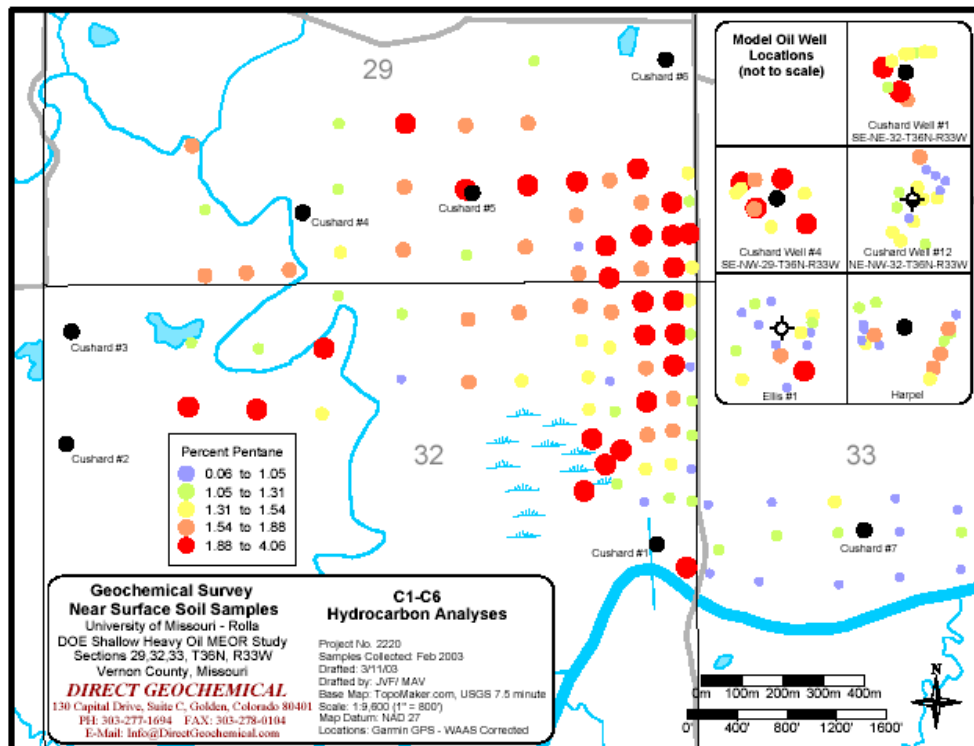 29
Cushard #6
Cushard #5
Cushard #4
Cushard #3
Cushard #2
32
33
Cushard #1
Cushard #7
Model Oil Well
Locations
(not to scale)
Cushard Well #1
SE-NE-32-T36N-R33W
Cushard Well #4
SE-NW-29-T36N-R33W
Cushard Well #12
NE-NW-32-T36N-R33W
Ellis #1
Harpel
Percent Pentane
0.06 to 1.05
1.05 to 1.31
1.31 to 1.54
1.54 to 1.88
1.88 to 4.06
Geochemical Survey
Near Surface Soil Samples
University of Missouri - Rolla
DOE Shallow Heavy Oil MEOR Study
Sections 29,32,33, T36N, R33W
Vernon County, Missouri
DIRECT GEOCHEMICAL
130 Capital Drive, Suite C, Golden, Colorado 80401
PH: 303-277-1694 FAX: 303-278-0104
E-Mail: Info@DirectGeochemical.com
C1-C6
Hydrocarbon Analyses
Project No. 2220
Samples Collected: Feb 2003
Drafted: 3/11/03
Drafted by: JVF/ MAV
Base Map: TopoMaker.com, USGS 7.5 minute
Scale: 1:9,600 (1" = 800')
Map Datum: NAD 27
Locations: Garmin GPS - WAAS Corrected
0m 100m 200m 300m 400m
0 400' 800' 1200' 1600'
N